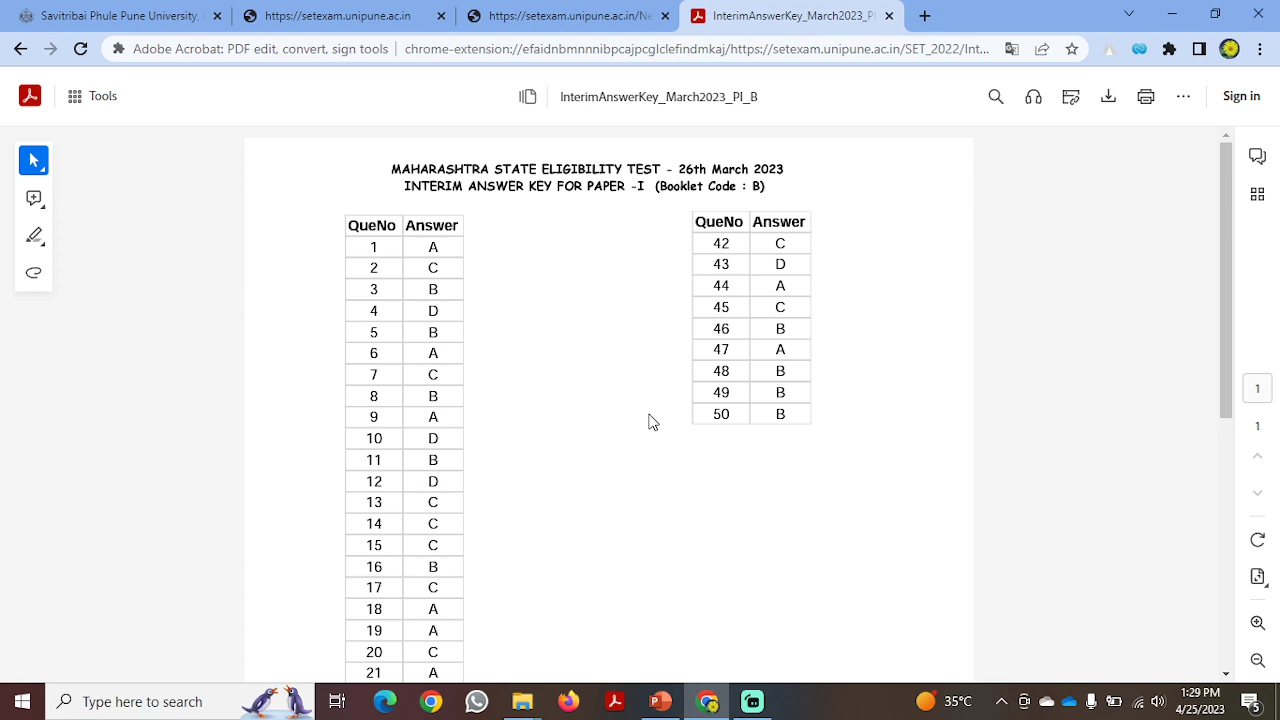 Savitribai Phule Pune University,
https://setexam.unipune.ac.in/
https://setexam.unipune.ac.in/Ne
InterimAnswerKey_March2023_PI
Adobe Acrobat: PDF edit, convert, sign tools
chrome-extension://efaidnbmnnnibpcajpcglclefindmkaj/https://setexam.unipune.ac.in/SET_2022/Int...
Tools
InterimAnswerKey_March2023_PI_B
Sign in
MAHARASHTRA STATE ELIGIBILITY TEST - 26th March 2023
INTERIM ANSWER KEY FOR PAPER -I (Booklet Code : B)
QueNo Answer
1 A
2 C
3 B
4 D
5 B
6 A
7 C
8 B
9 A
10 D
11 B
12 D
13 C
14 C
15 C
16 B
17 C
18 A
19 A
20 C
21 A
QueNo Answer
42 C
43 D
44 A
45 C
46 B
47 A
48 B
49 B
50 B
1
1
Type here to search
35°C
1:29 PM
4/25/2023
5